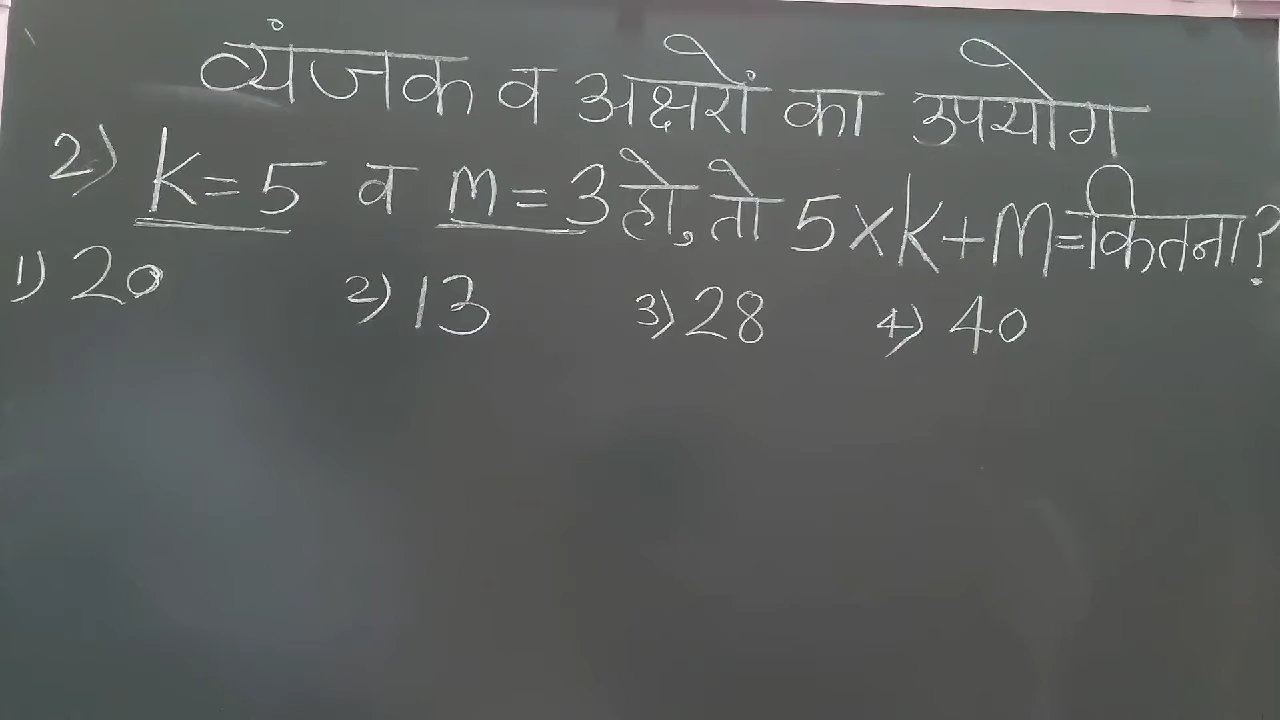 व्यंजक व अक्षरों का उपयोग
2) K=5 व m=3 हो, तो 5×K+M=कितना?
1) 20 2) 13 3) 28 4) 40